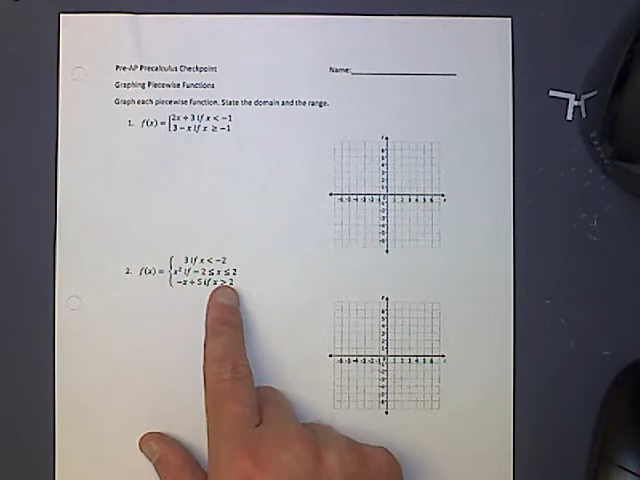 Pre-AP Precalculus Checkpoint
Name:
Graphing Piecewise Functions
Graph each piecewise function. State the domain and the range.
1. f(x) = {2x + 3 if x < −1
3 − x if x ≥ −1
2. f(x) = { 3 if x < −2
x² if − 2 ≤ x ≤ 2
−x + 5 if x > 2